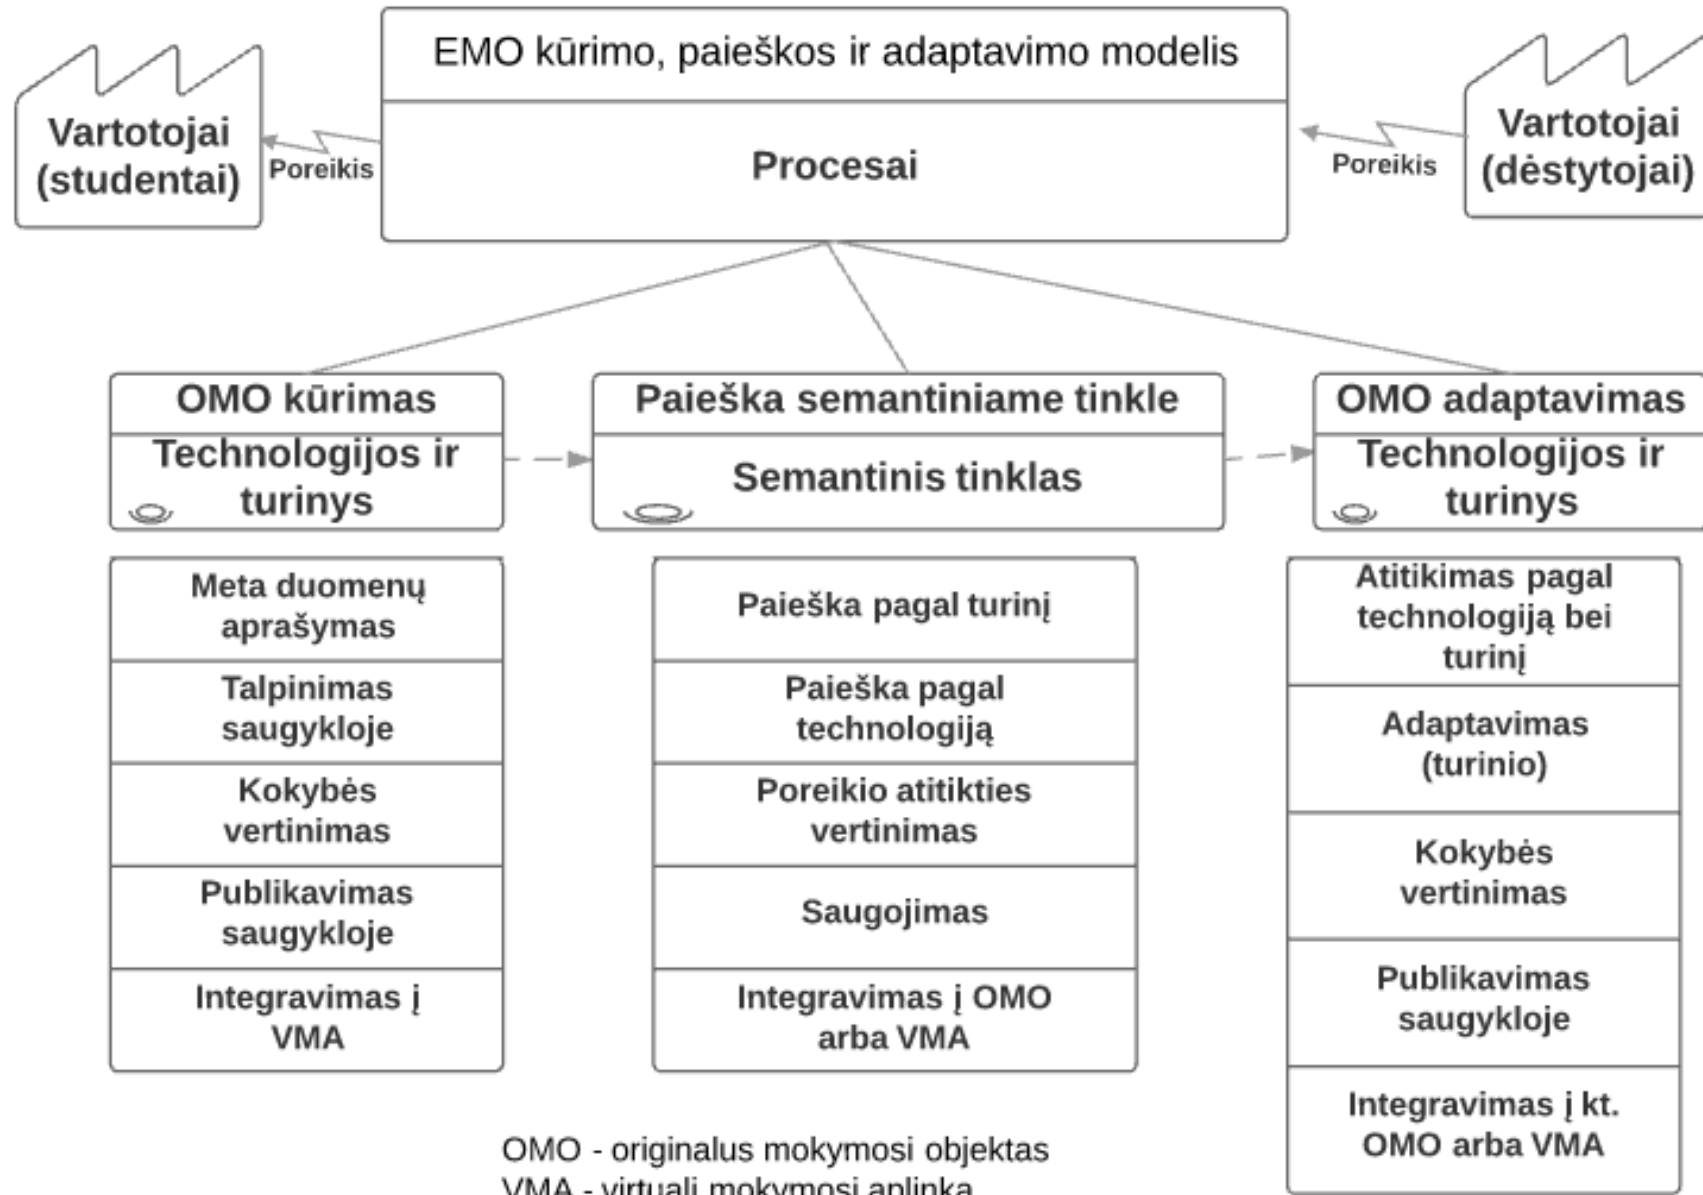 EMO kūrimo, paieškos ir adaptavimo modelis
Procesai
Vartotojai
(studentai)
Poreikis
Poreikis
Vartotojai
(dėstytojai)
OMO kūrimas
Technologijos ir
turinys
Paieška semantiniame tinkle
Semantinis tinklas
OMO adaptavimas
Technologijos ir
turinys
Meta duomenų
aprašymas
Talpinimas
saugykloje
Kokybės
vertinimas
Publikavimas
saugykloje
Integravimas į
VMA
Paieška pagal turinį
Paieška pagal
technologiją
Poreikio atitikties
vertinimas
Saugojimas
Integravimas į OMO
arba VMA
Atitikimas pagal
technologiją bei
turinį
Adaptavimas
(turinio)
Kokybės
vertinimas
Publikavimas
saugykloje
Integravimas į kt.
OMO arba VMA
OMO - originalus mokymosi objektas
VMA - virtuali mokymosi aplinka